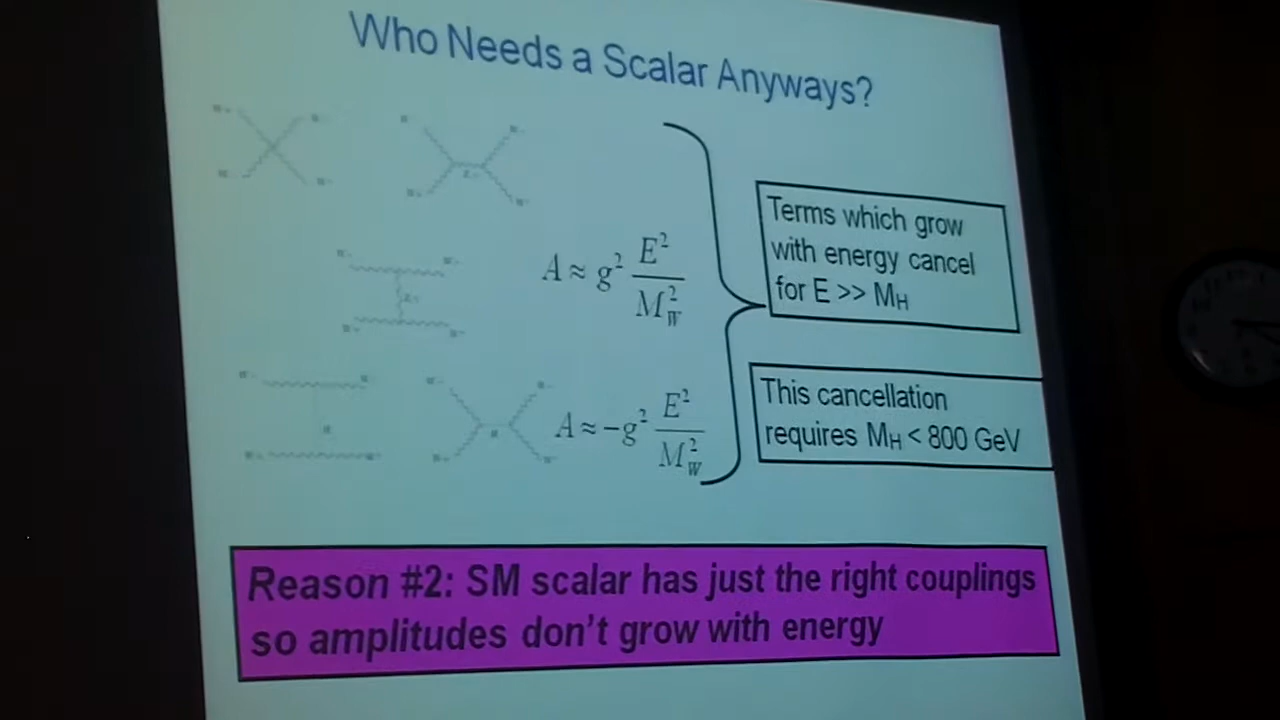 Who Needs a Scalar Anyways?
A ≈ g² E²/M_W²
Terms which grow
with energy cancel
for E >> M_H
A ≈ -g² E²/M_W²
This cancellation
requires M_H < 800 GeV
Reason #2: SM scalar has just the right couplings
so amplitudes don't grow with energy